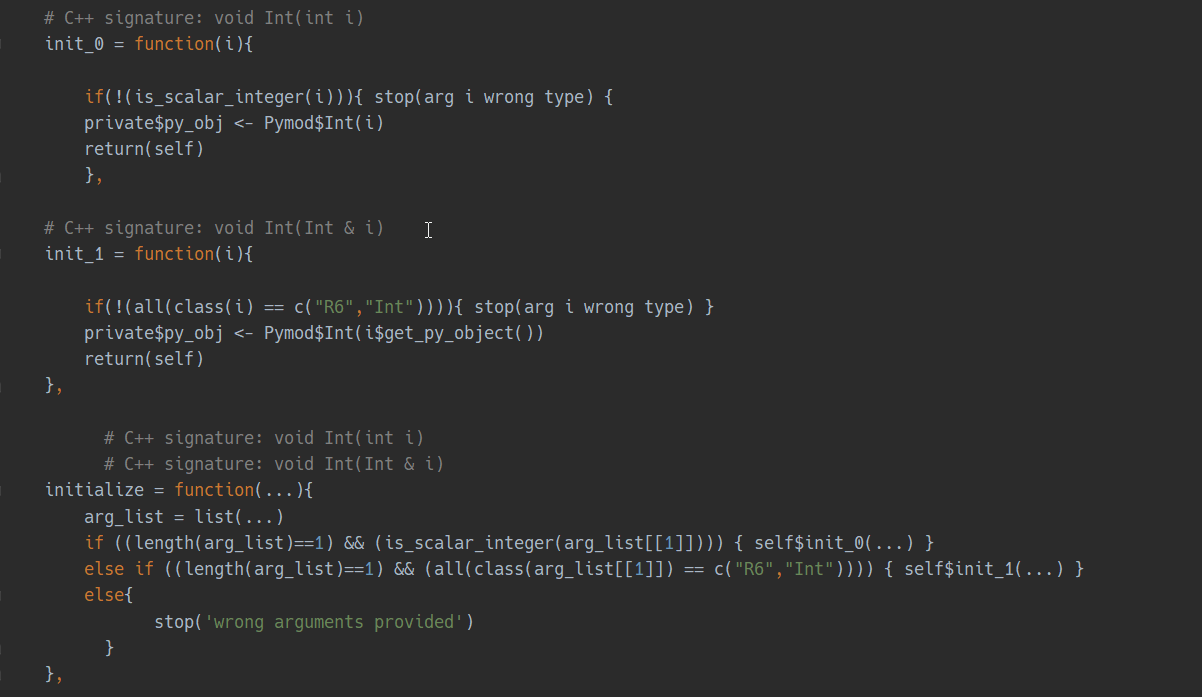 # C++ signature: void Int(int i)
init_0 = function(i){
if(!(is_scalar_integer(i))){ stop(arg i wrong type) {
private$py_obj <- Pymod$Int(i)
return(self)
},
# C++ signature: void Int(Int & i)
init_1 = function(i){
if(!(all(class(i) == c("R6","Int")))){ stop(arg i wrong type) }
private$py_obj <- Pymod$Int(i$get_py_object())
return(self)
},
# C++ signature: void Int(int i)
# C++ signature: void Int(Int & i)
initialize = function(...){
arg_list = list(...)
if ((length(arg_list)==1) && (is_scalar_integer(arg_list[[1]]))) { self$init_0(...) }
else if ((length(arg_list)==1) && (all(class(arg_list[[1]]) == c("R6","Int")))) { self$init_1(...) }
else{
stop('wrong arguments provided')
}
},